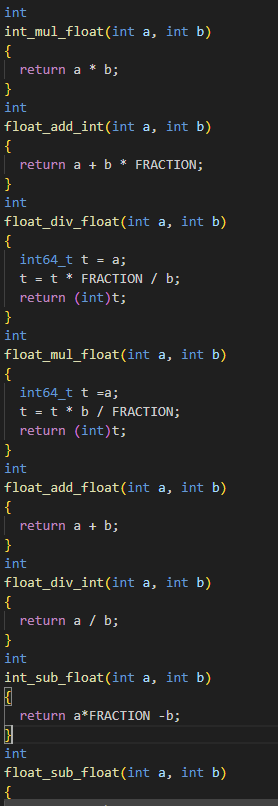 int
int_mul_float(int a, int b)
{
  return a * b;
}
int
float_add_int(int a, int b)
{
  return a + b * FRACTION;
}
int
float_div_float(int a, int b)
{
  int64_t t = a;
  t = t * FRACTION / b;
  return (int)t;
}
int
float_mul_float(int a, int b)
{
  int64_t t =a;
  t = t * b / FRACTION;
  return (int)t;
}
int
float_add_float(int a, int b)
{
  return a + b;
}
int
float_div_int(int a, int b)
{
  return a / b;
}
int
int_sub_float(int a, int b)
{
  return a*FRACTION -b;
}
int
float_sub_float(int a, int b)
{